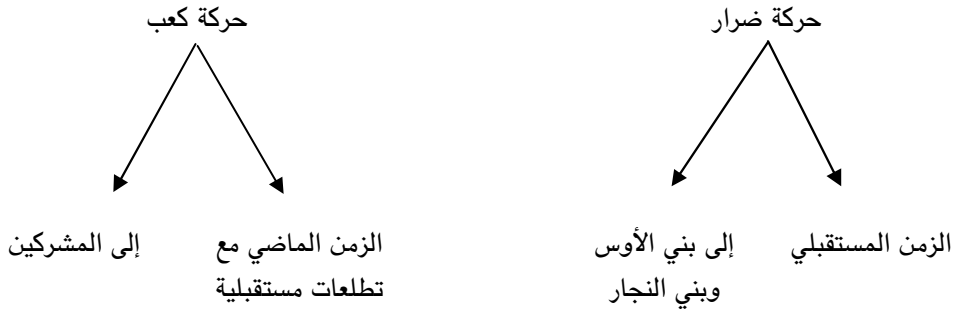 حركة ضرار
حركة كعب
الزمن المستقبلي
إلى بني الأوس
وبني النجار
الزمن الماضي مع
تطلعات مستقبلية
إلى المشركين